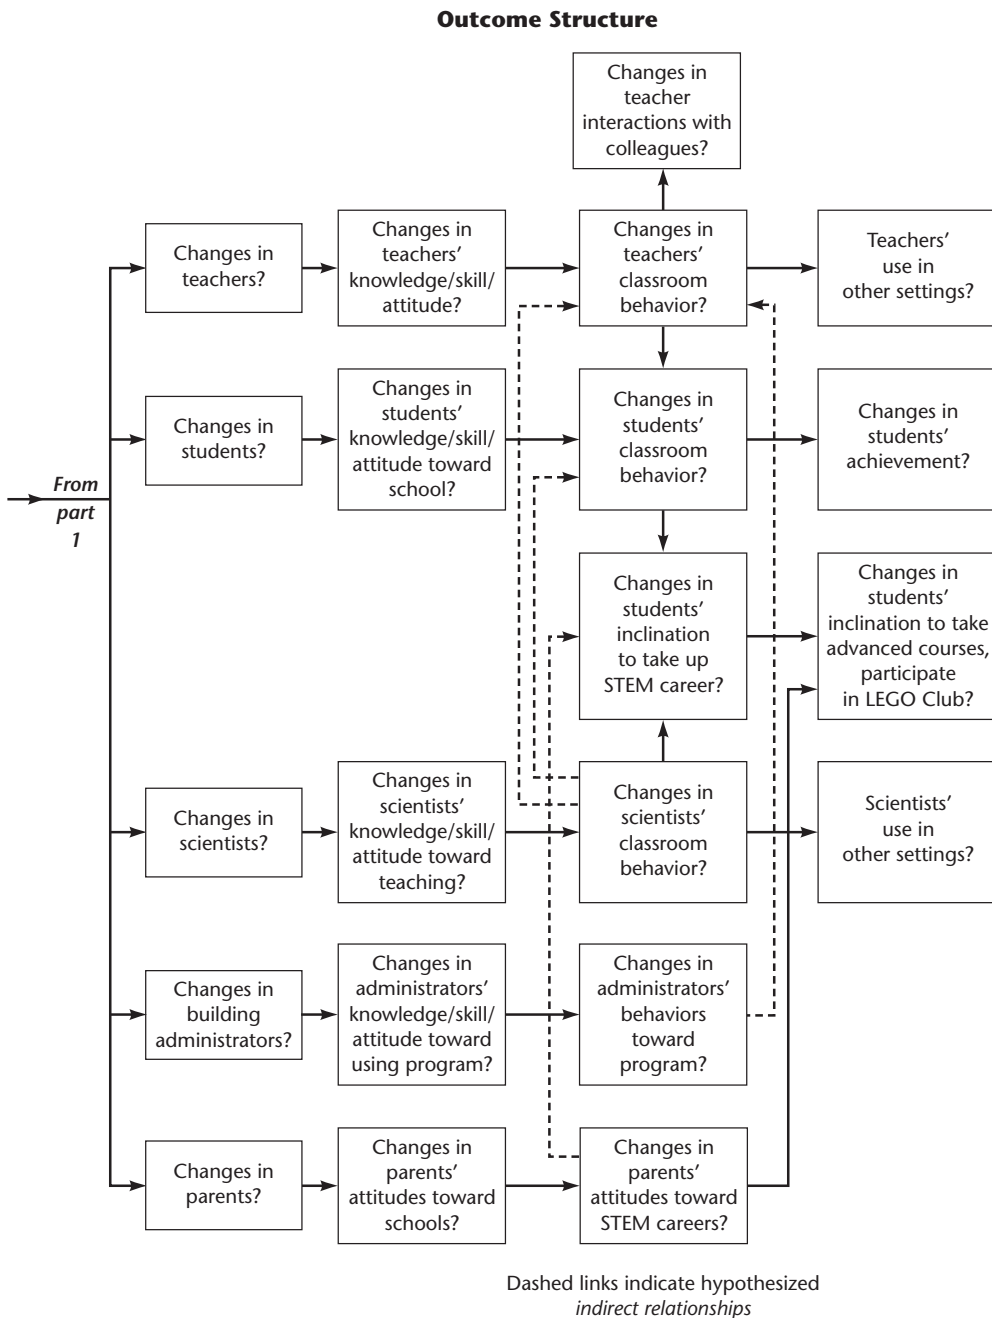 Outcome Structure
Changes in
teacher
interactions with
colleagues?
Changes in
teachers?
Changes in
teachers’
knowledge/skill/
attitude?
Changes in
teachers’
classroom
behavior?
Teachers’
use in
other settings?
Changes in
students?
Changes in
students’
knowledge/skill/
attitude toward
school?
Changes in
students’
classroom
behavior?
Changes in
students’
achievement?
From
part
1
Changes in
students’
inclination
to take up
STEM career?
Changes in
students’
inclination to take
advanced courses,
participate
in LEGO Club?
Changes in
scientists?
Changes in
scientists’
knowledge/skill/
attitude toward
teaching?
Changes in
scientists’
classroom
behavior?
Scientists’
use in
other settings?
Changes in
building
administrators?
Changes in
administrators’
knowledge/skill/
attitude toward
using program?
Changes in
administrators’
behaviors
toward
program?
Changes in
parents?
Changes in
parents’
attitudes toward
schools?
Changes in
parents’
attitudes toward
STEM careers?
Dashed links indicate hypothesized
indirect relationships